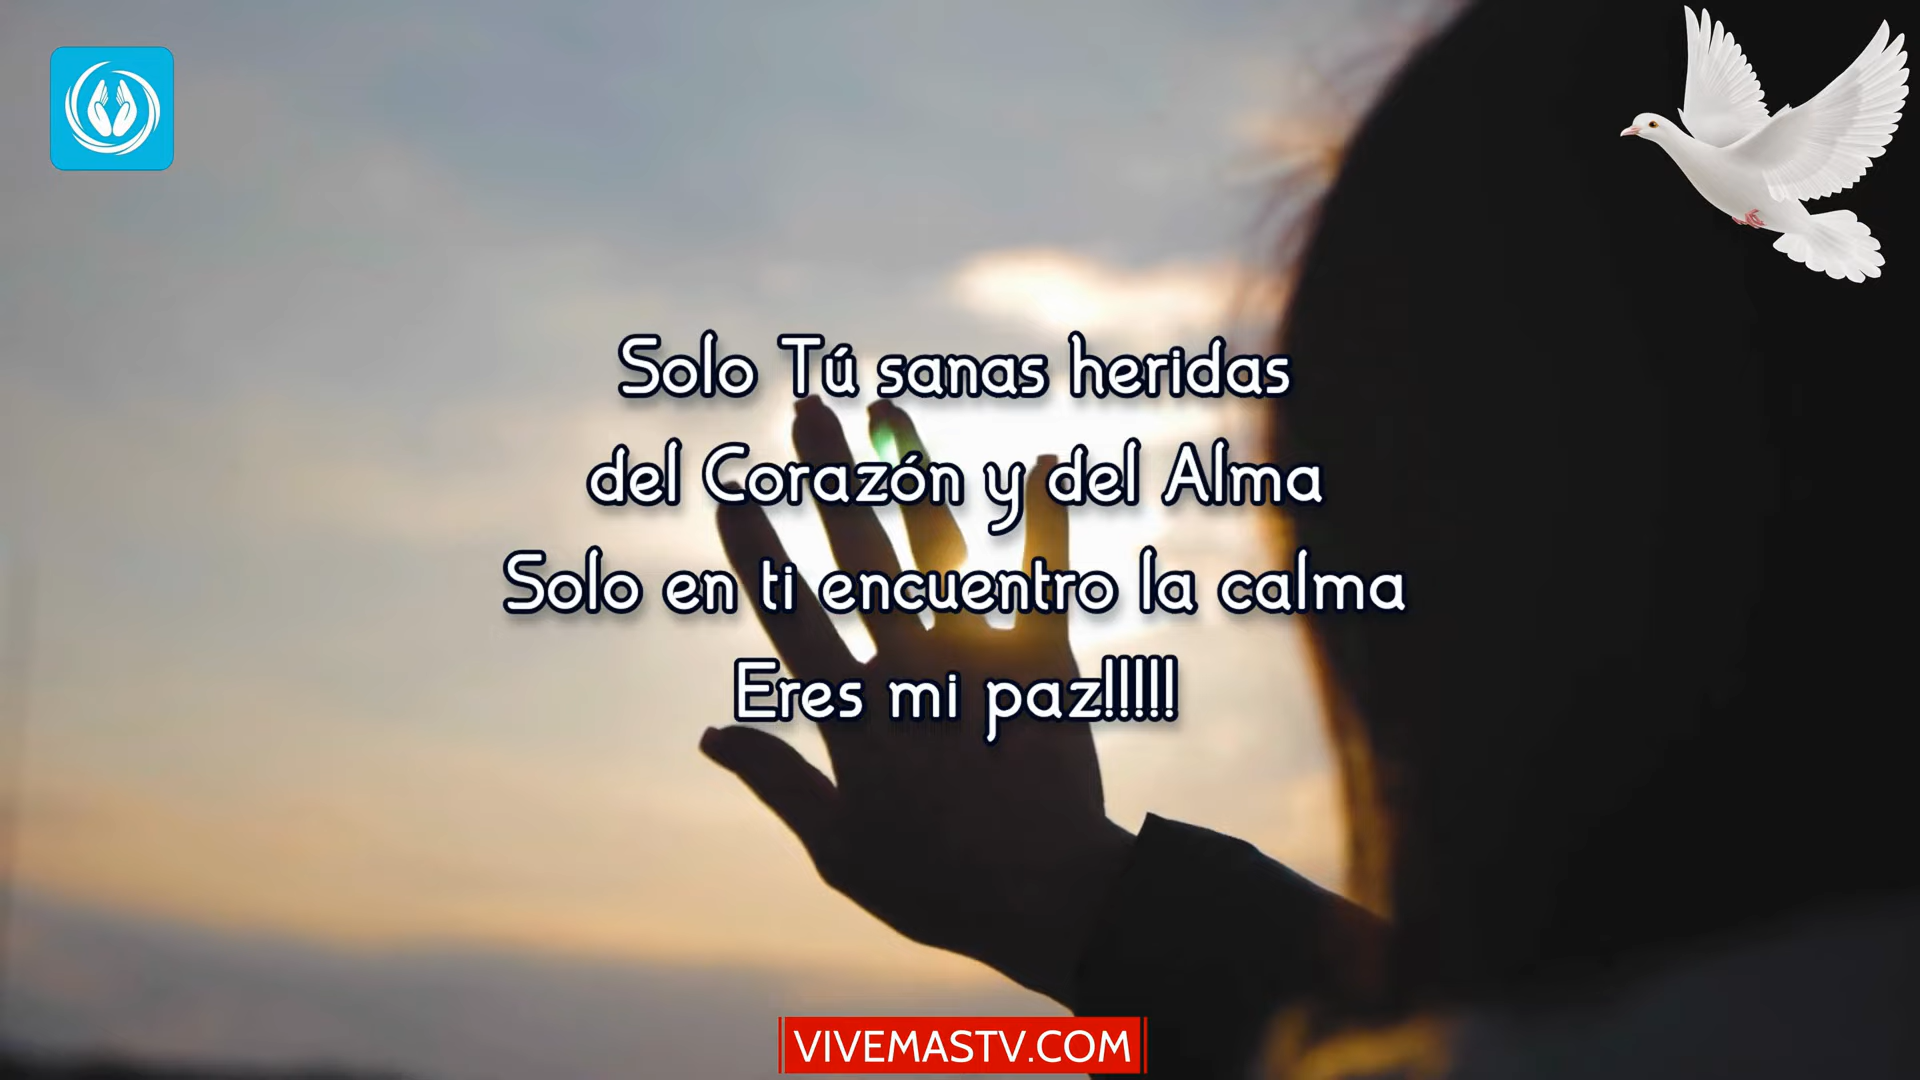 Solo Tú sanas heridas
del Corazón y del Alma
Solo en ti encuentro la calma
Eres mi paz!!!!!
VIVEMASTV.COM